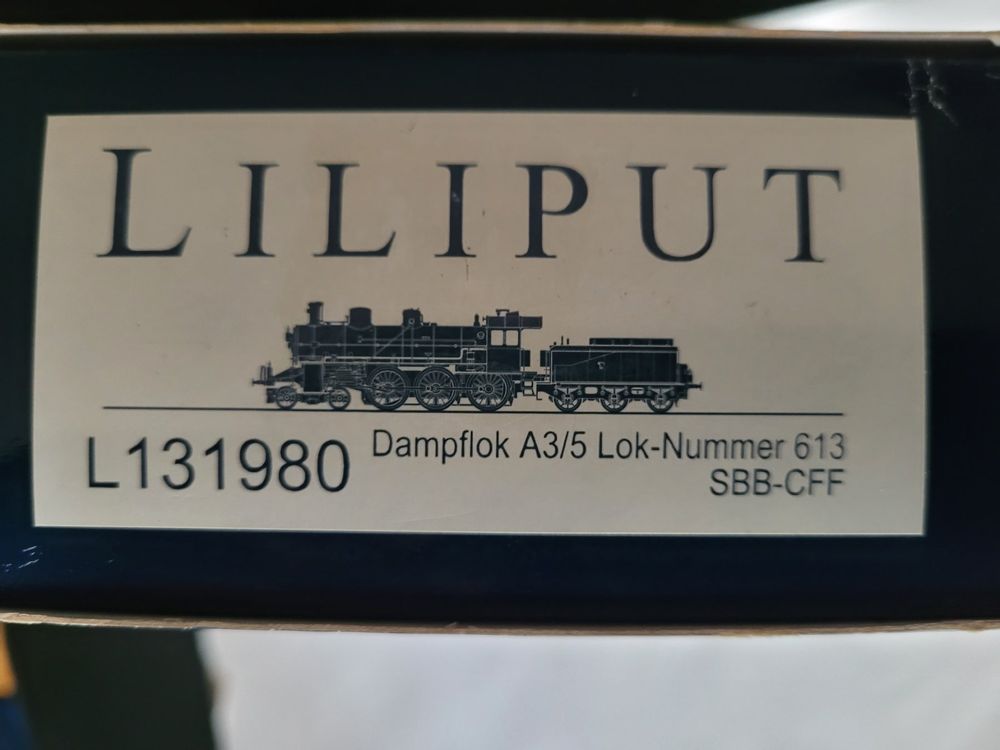 LILIPUT
L131980
Dampflok A3/5 Lok-Nummer 613
SBB-CFF